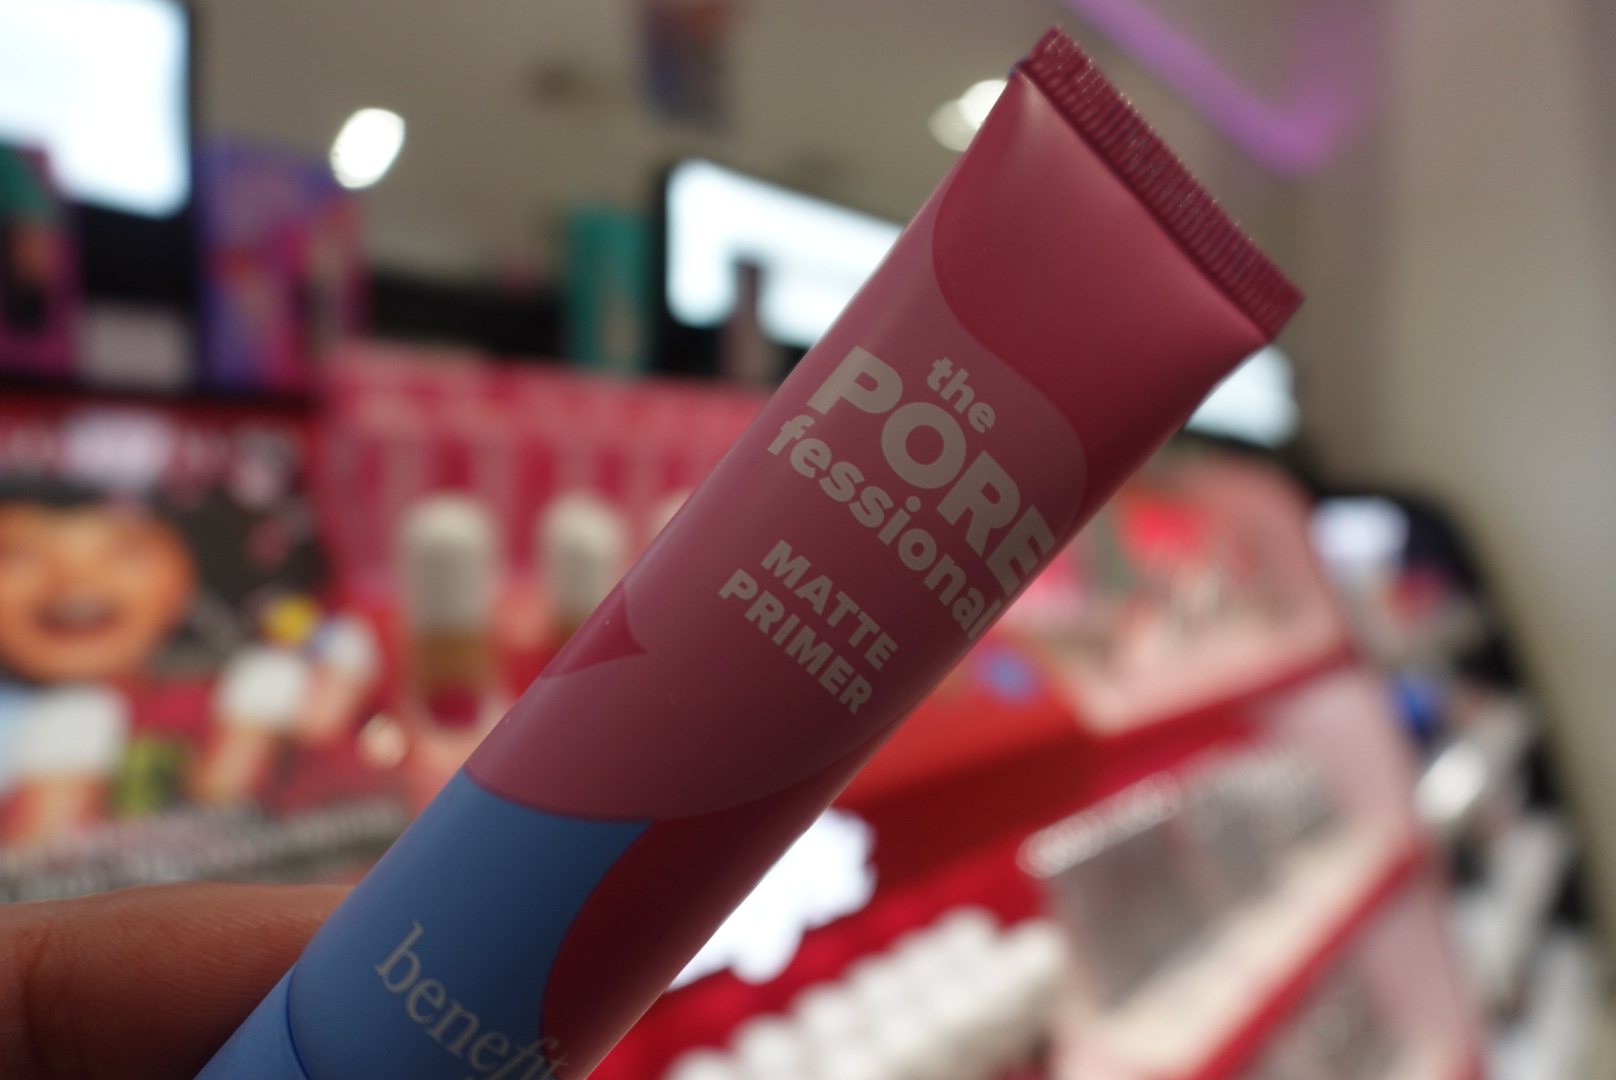 the
PORE
fessional
MATTE
PRIMER
benefit